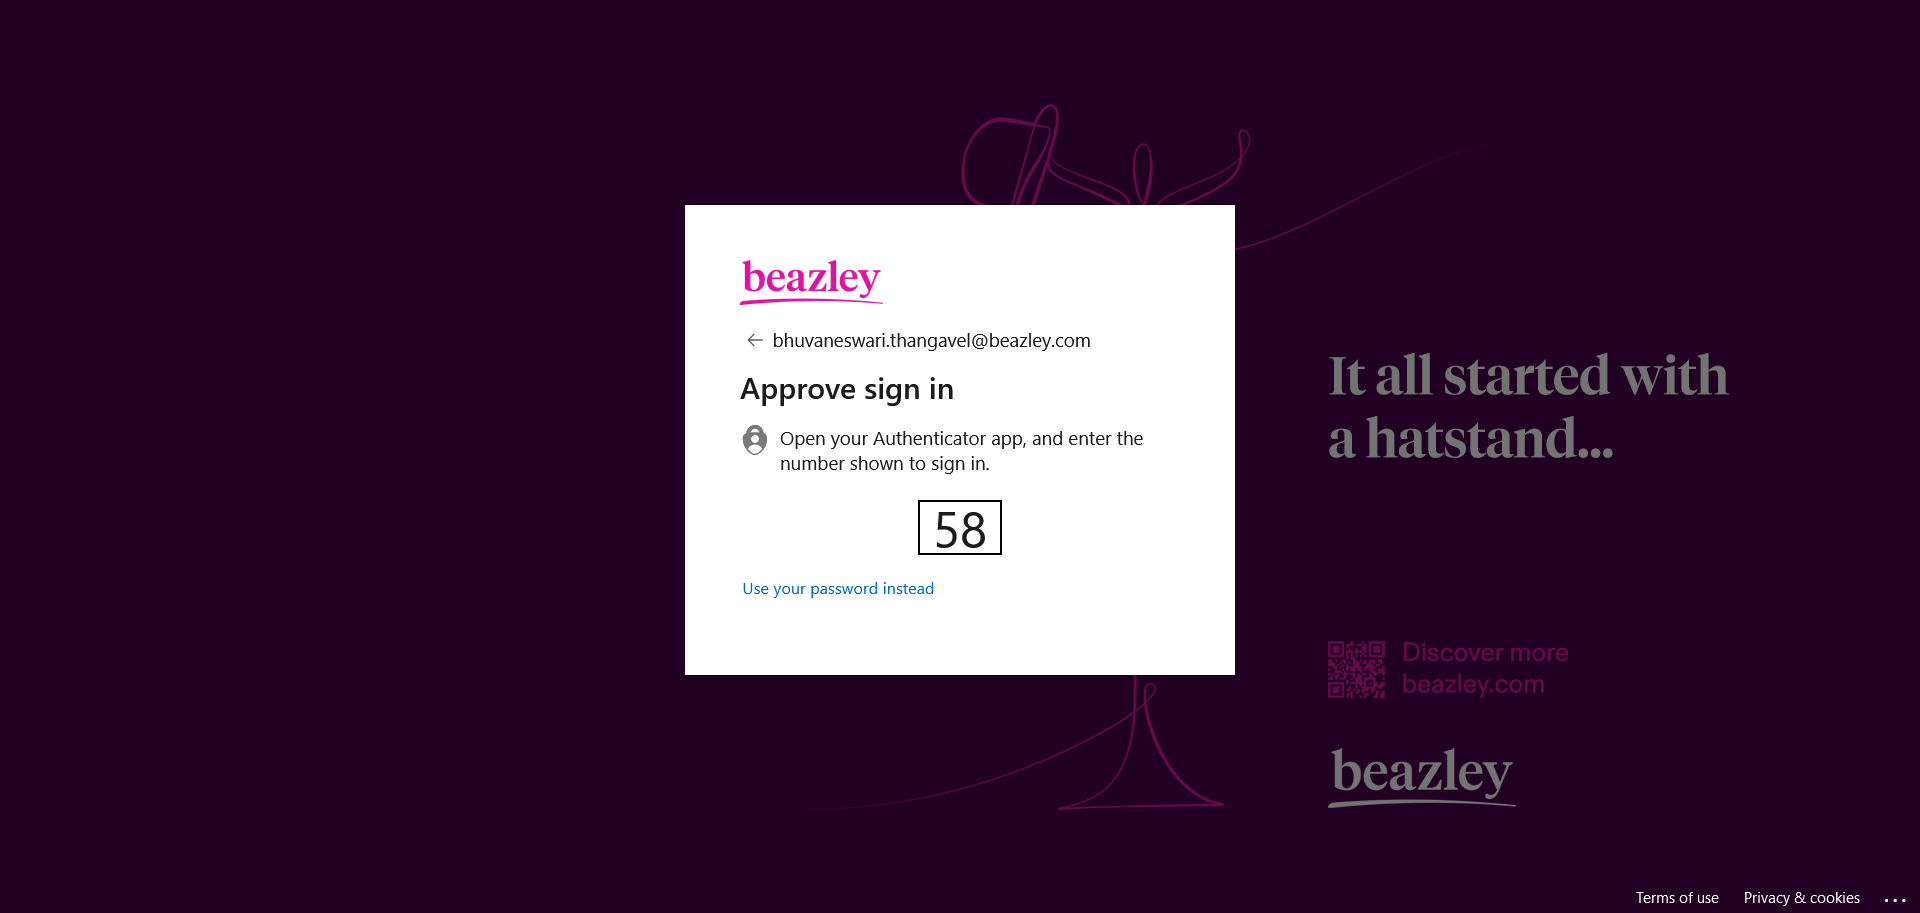 beazley
bhuvaneswari.thangavel@beazley.com
Approve sign in
Open your Authenticator app, and enter the
number shown to sign in.
58
Use your password instead
It all started with
a hatstand...
Discover more
beazley.com
beazley
Terms of use
Privacy & cookies
...